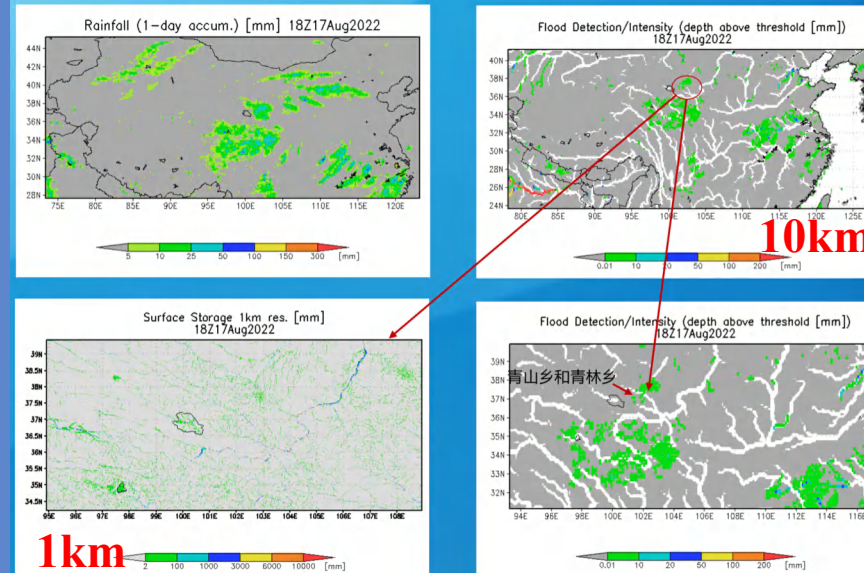 Rainfall (1-day accum.) [mm] 18Z17Aug2022
44N
42N
40N
38N
36N
34N
32N
30N
28N
75E 80E 85E 90E 95E 100E 105E 110E 115E 120E
5 10 25 50 100 150 300 [mm]
Flood Detection/Intensity (depth above threshold [mm])
18Z17Aug2022
40N
38N
36N
34N
32N
30N
28N
26N
24N
80E 85E 90E 95E 100E 105E 110E 115E 120E 125E
10km
0.01 10 20 50 100 200 [mm]
Surface Storage 1km res. [mm]
18Z17Aug2022
39N
38.5N
38N
37.5N
37N
36.5N
36N
35.5N
35N
34.5N
95E 96E 97E 98E 99E 100E 101E 102E 103E 104E 105E 106E 107E 108E
1km
2 100 1000 3000 6000 10000 [mm]
Flood Detection/Intensity (depth above threshold [mm])
18Z17Aug2022
青山乡和青林乡
39N
38N
37N
36N
35N
34N
33N
32N
94E 96E 98E 100E 102E 104E 106E 108E 110E 112E 114E 116E
0.01 10 20 50 100 200 [mm]